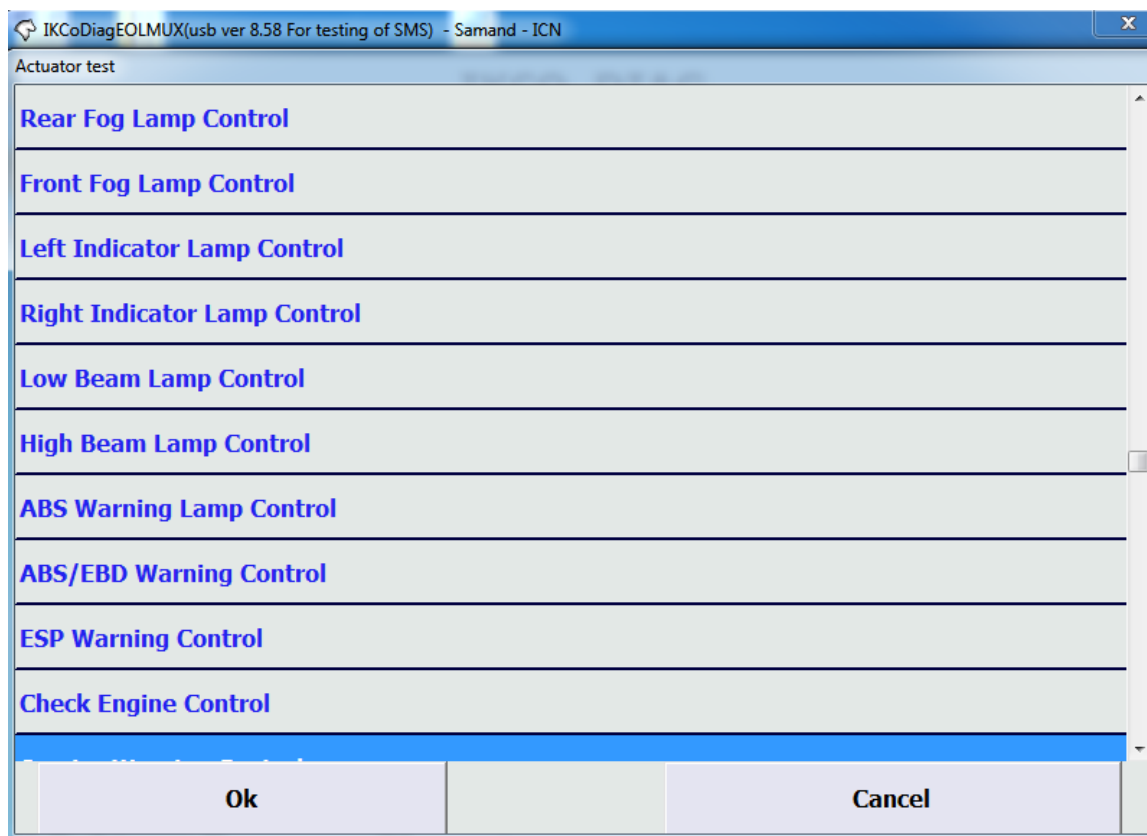 IKCoDiagEOLMUX(usb ver 8.58 For testing of SMS) - Samand - ICN
Actuator test
Rear Fog Lamp Control
Front Fog Lamp Control
Left Indicator Lamp Control
Right Indicator Lamp Control
Low Beam Lamp Control
High Beam Lamp Control
ABS Warning Lamp Control
ABS/EBD Warning Control
ESP Warning Control
Check Engine Control
Ok
Cancel